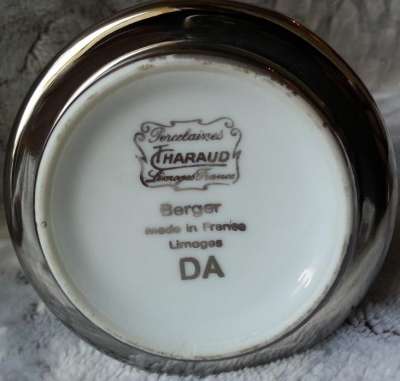 Porcelaines
THARAUD
Limoges France
Berger
made in France
Limoges
DA